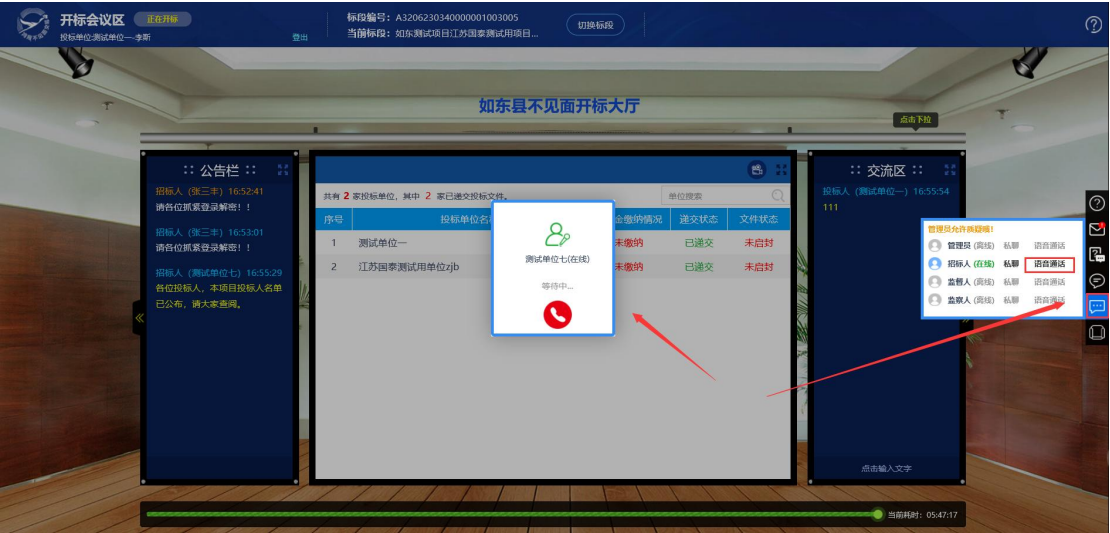 开标会议区 正在开标
投标单位:测试单位一-李斯
登出
标段编号：A3206230340000001003005
当前标段：如东测试项目江苏国泰测试用项目...
切换标段
如东县不见面开标大厅
点击下拉
:: 公告栏 ::
招标人（张三丰）16:52:41
请各位抓紧登录解密！！
招标人（张三丰）16:53:01
请各位抓紧登录解密！！
招标人（测试单位七）16:55:29
各位投标人，本项目投标人名单
已公布，请大家查阅。
共有 2 家投标单位，其中 2 家已递交投标文件。
单位搜索
序号 投标单位名 金缴纳情况 递交状态 文件状态
1 测试单位一 未缴纳 已递交 未启封
2 江苏国泰测试用单位zjb 未缴纳 已递交 未启封
测试单位七(在线)
等待中...
:: 交流区 ::
投标人（测试单位一）16:55:54
111
管理员允许质疑啦!
管理员 (离线) 私聊 语音通话
招标人 (在线) 私聊 语音通话
监督人 (离线) 私聊 语音通话
监察人 (离线) 私聊 语音通话
点击输入文字
当前耗时：05:47:17